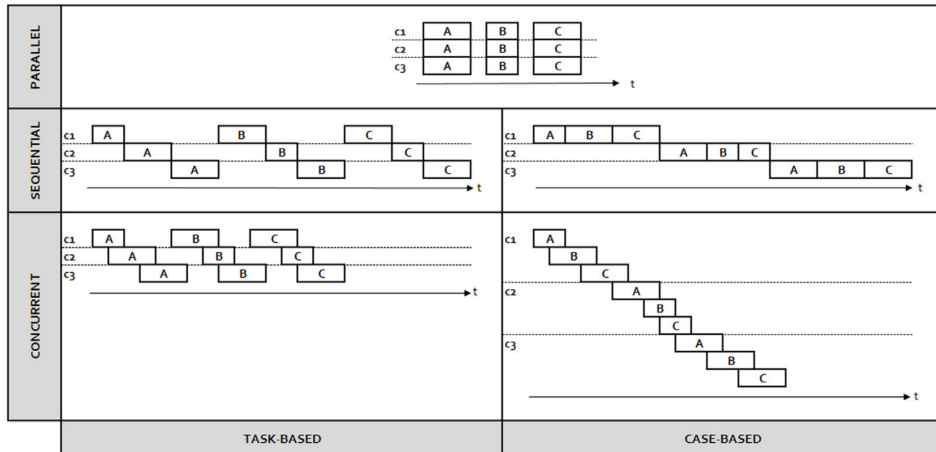 PARALLEL
C1 A B C
C2 A B C
C3 A B C
t
SEQUENTIAL
C1 A B C
C2 A B C
C3 A B C
t
C1 A B C
C2 A B C
C3 A B C
t
CONCURRENT
C1 A B C
C2 A B C
C3 A B C
t
C1 A
B
C
C2 A
B
C
C3 A
B
C
t
TASK-BASED
CASE-BASED